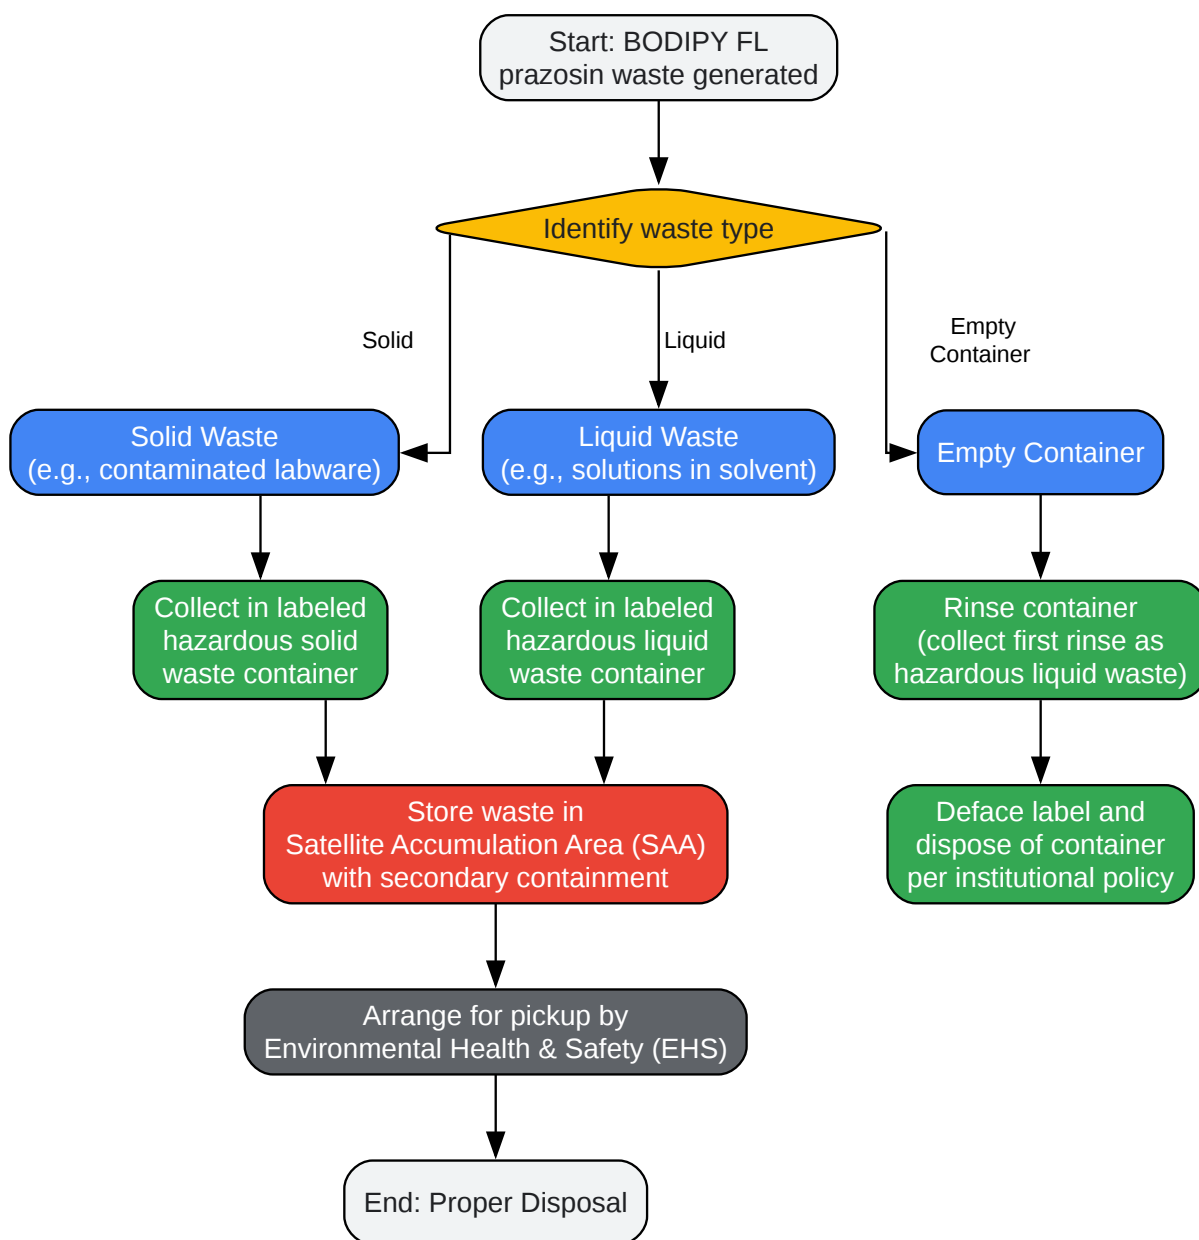 Start: BODIPY FL
prazosin waste generated
Identify waste type
Solid
Liquid
Empty
Container
Solid Waste
(e.g., contaminated labware)
Liquid Waste
(e.g., solutions in solvent)
Empty Container
Collect in labeled
hazardous solid
waste container
Collect in labeled
hazardous liquid
waste container
Rinse container
(collect first rinse as
hazardous liquid waste)
Store waste in
Satellite Accumulation Area (SAA)
with secondary containment
Deface label and
dispose of container
per institutional policy
Arrange for pickup by
Environmental Health & Safety (EHS)
End: Proper Disposal